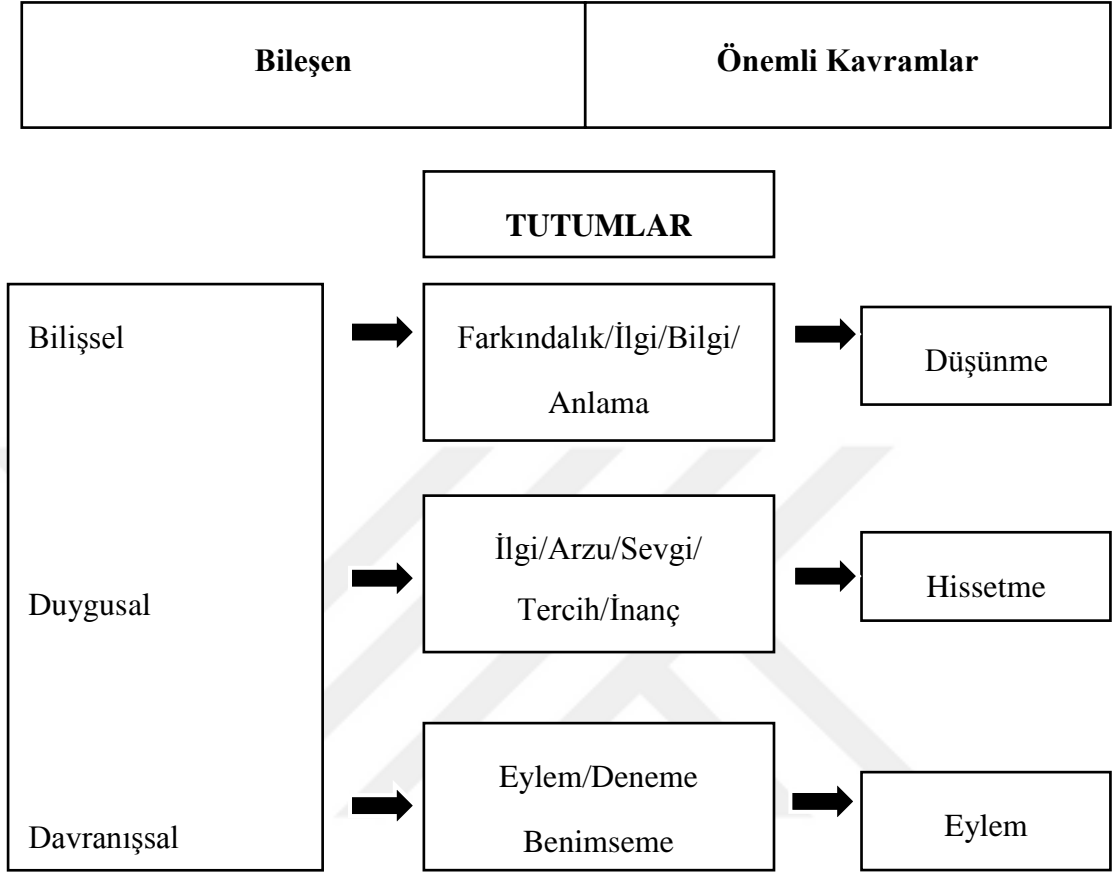 Bileşen
Önemli Kavramlar
TUTUMLAR
Bilişsel
Farkındalık/İlgi/Bilgi/
Anlama
Düşünme
Duygusal
İlgi/Arzu/Sevgi/
Tercih/İnanç
Hissetme
Davranışsal
Eylem/Deneme
Benimseme
Eylem